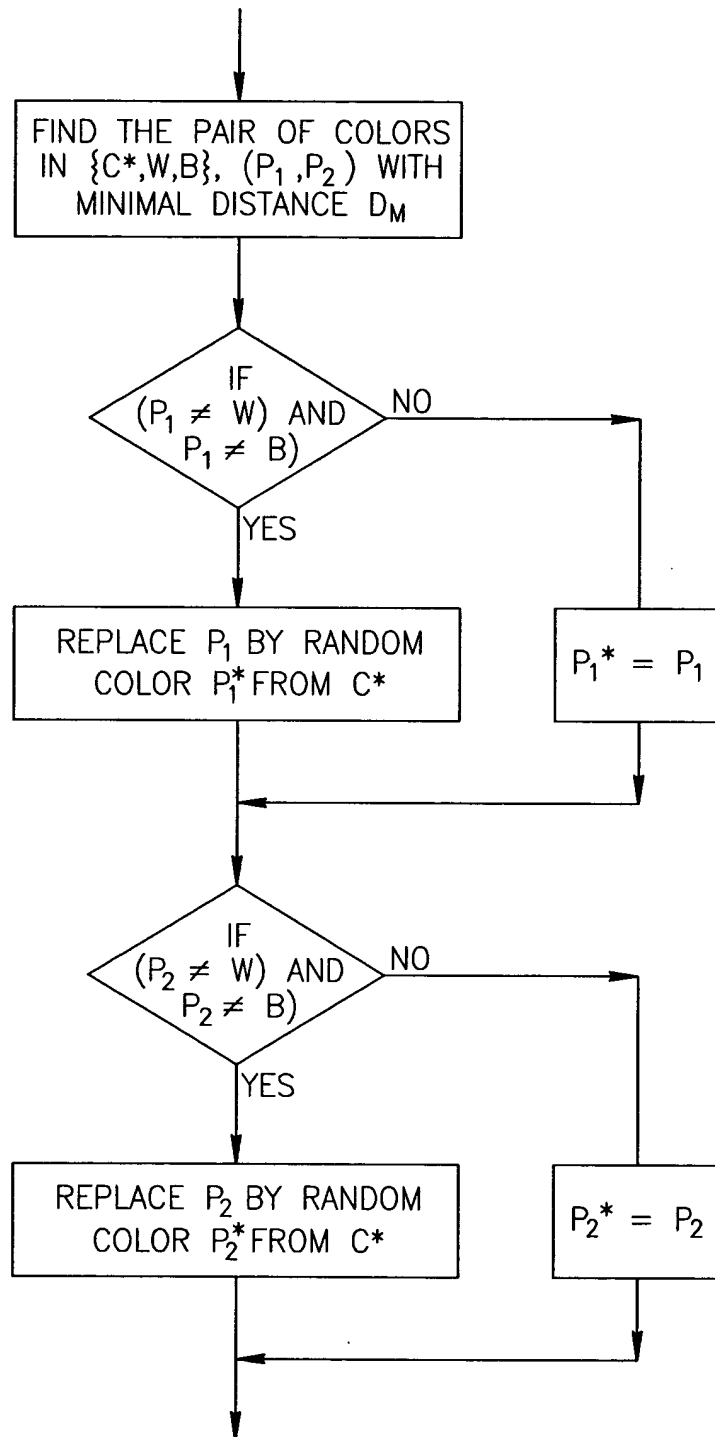 FIND THE PAIR OF COLORS
IN {C*,W,B}, (P₁,P₂) WITH
MINIMAL DISTANCE D_M
IF
(P₁ ≠ W) AND
P₁ ≠ B)
NO
YES
REPLACE P₁ BY RANDOM
COLOR P₁* FROM C*
P₁* = P₁
IF
(P₂ ≠ W) AND
P₂ ≠ B)
NO
YES
REPLACE P₂ BY RANDOM
COLOR P₂* FROM C*
P₂* = P₂